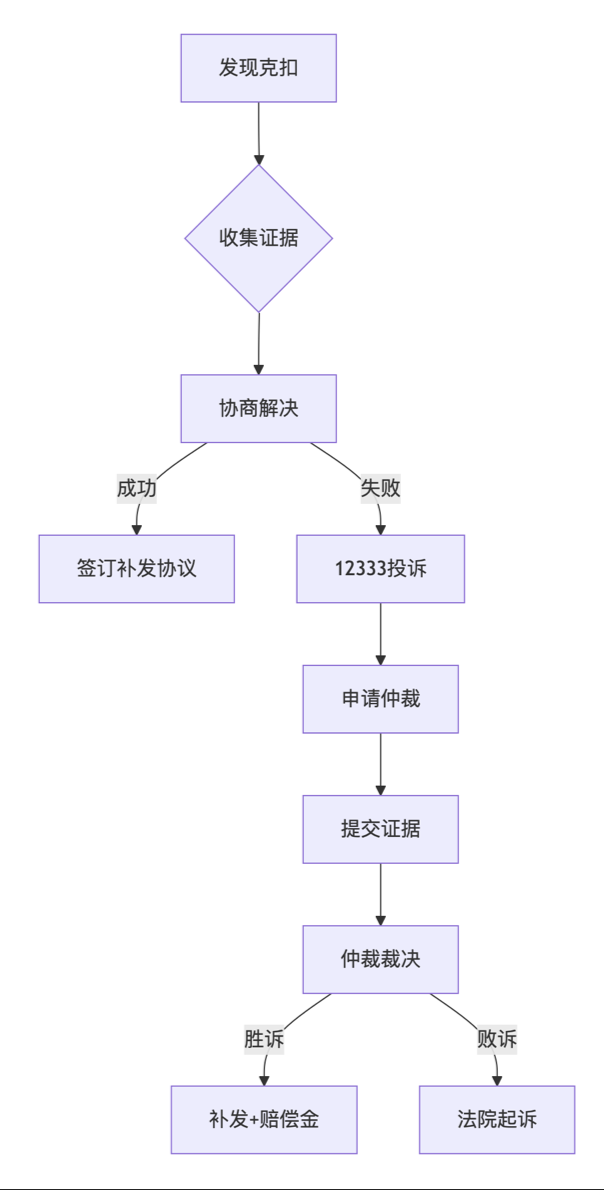 发现克扣
收集证据
协商解决
成功
失败
签订补发协议
12333投诉
申请仲裁
提交证据
仲裁裁决
胜诉
败诉
补发+赔偿金
法院起诉